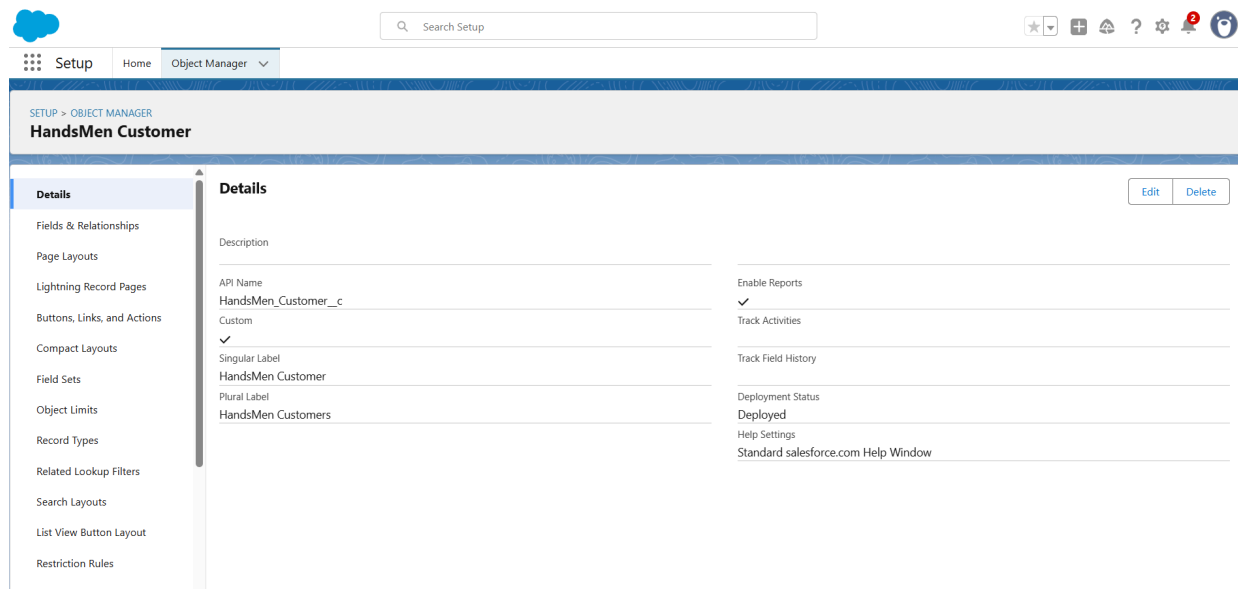 Search Setup
2
Setup
Home
Object Manager
SETUP > OBJECT MANAGER
HandsMen Customer
Details
Fields & Relationships
Page Layouts
Lightning Record Pages
Buttons, Links, and Actions
Compact Layouts
Field Sets
Object Limits
Record Types
Related Lookup Filters
Search Layouts
List View Button Layout
Restriction Rules
Details
Edit
Delete
Description
API Name
HandsMen_Customer__c
Custom
Singular Label
HandsMen Customer
Plural Label
HandsMen Customers
Enable Reports
Track Activities
Track Field History
Deployment Status
Deployed
Help Settings
Standard salesforce.com Help Window